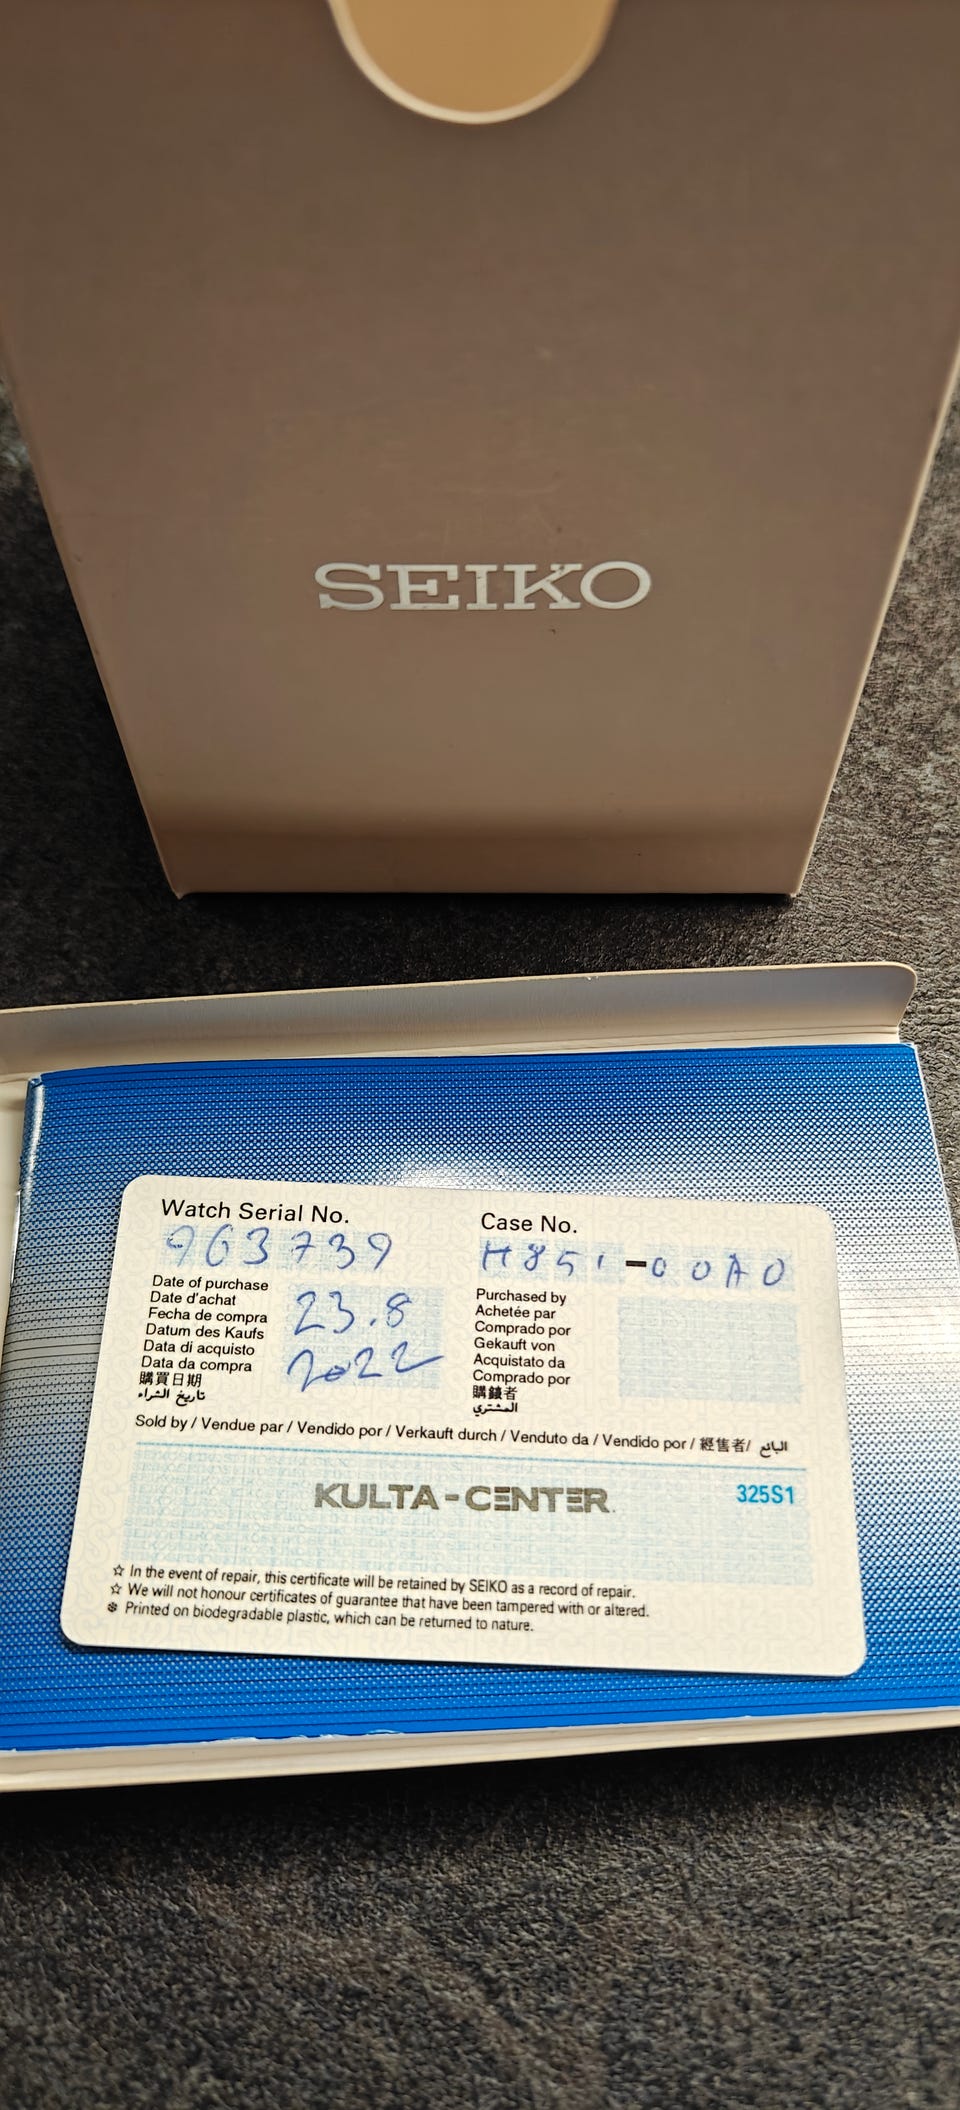 SEIKO
Watch Serial No.
963739
Case No.
H851-00A0
Date of purchase
Date d'achat
Fecha de compra
Datum des Kaufs
Data di acquisto
Data da compra
購買日期
تاريخ الشراء
23.8
2022
Purchased by
Achetée par
Comprado por
Gekauft von
Acquistato da
Comprado por
購錶者
المشتري
Sold by / Vendue par / Vendido por / Verkauft durch / Venduto da / Vendido por / 經售者/ البائع
KULTA-CENTER
325S1
☆ In the event of repair, this certificate will be retained by SEIKO as a record of repair.
☆ We will not honour certificates of guarantee that have been tampered with or altered.
❄ Printed on biodegradable plastic, which can be returned to nature.